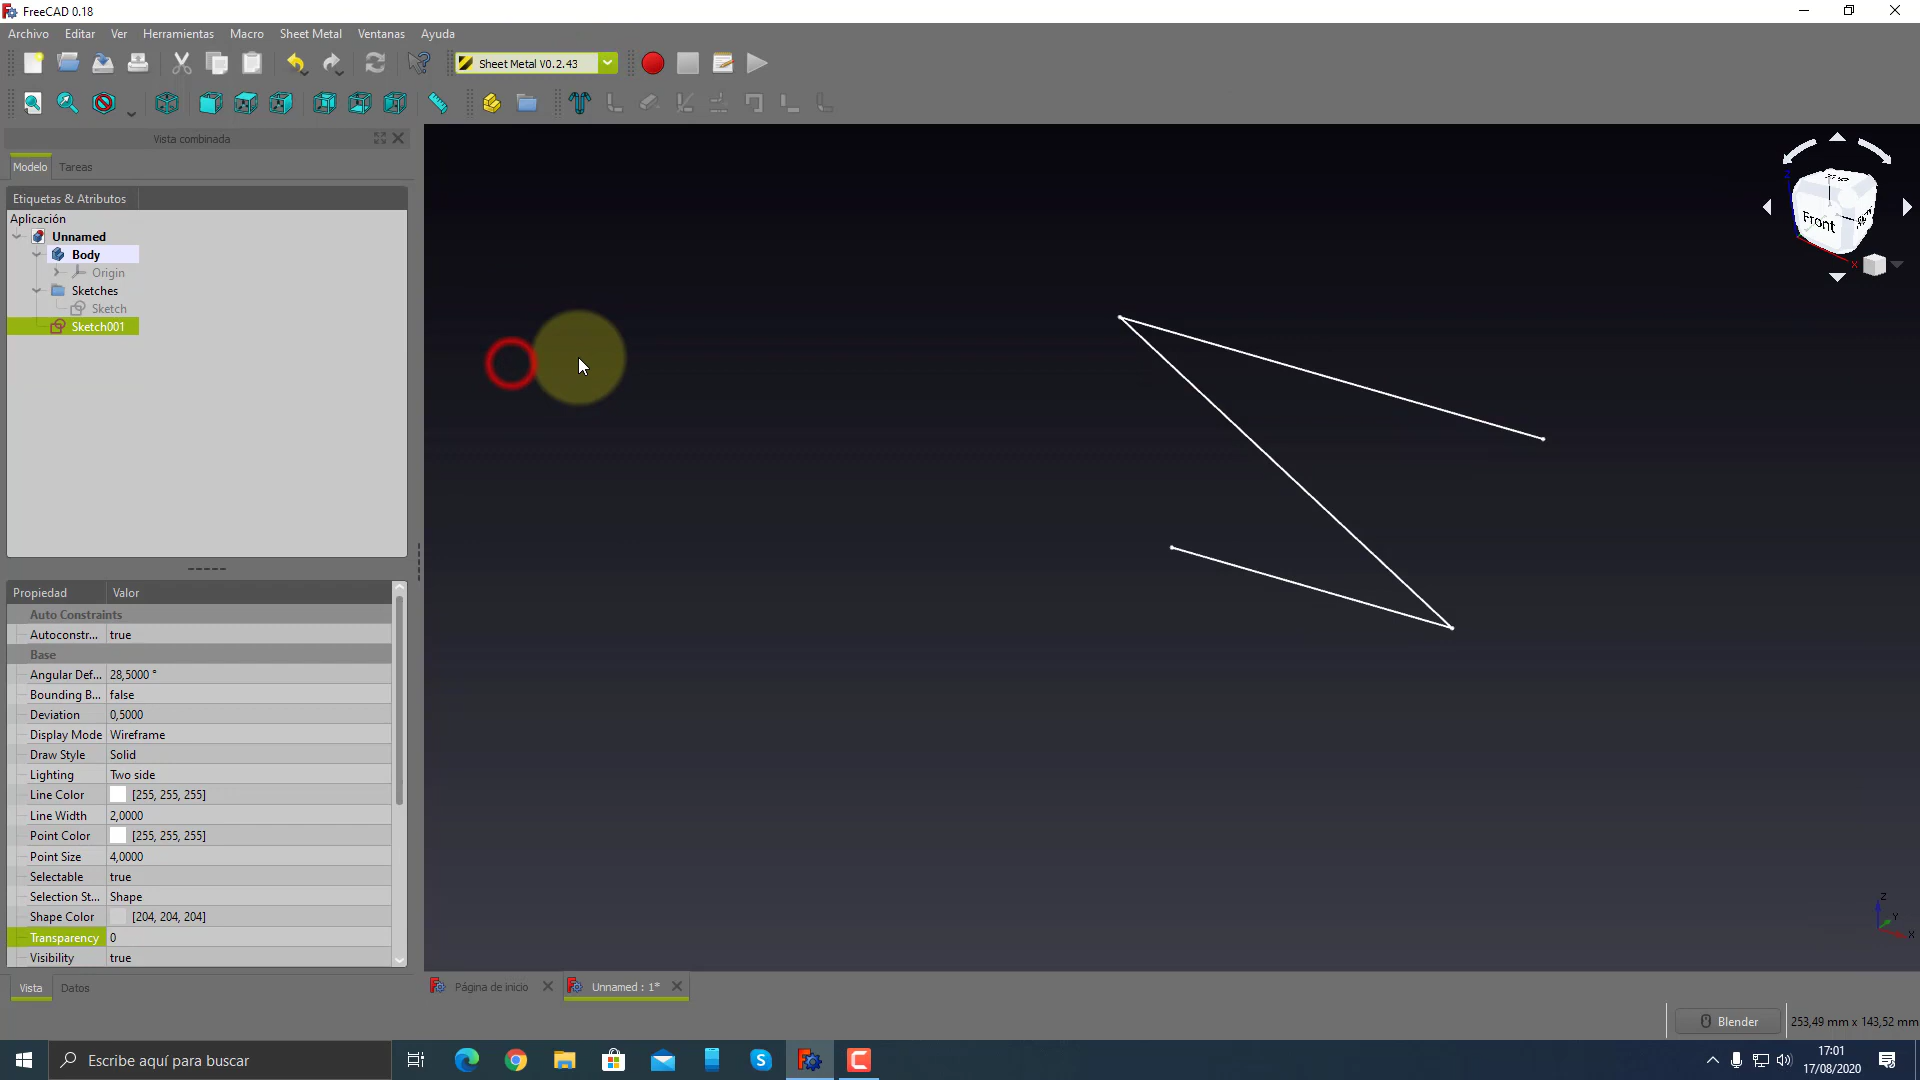 FreeCAD 0.18
Archivo Editar Ver Herramientas Macro Sheet Metal Ventanas Ayuda
Sheet Metal V0.2.43
Vista combinada
Modelo Tareas
Etiquetas & Atributos
Aplicación
Unnamed
Body
Origin
Sketches
Sketch
Sketch001
Propiedad Valor
Auto Constraints
Autoconstr... true
Base
Angular Def... 28,5000 °
Bounding B... false
Deviation 0,5000
Display Mode Wireframe
Draw Style Solid
Lighting Two side
Line Color [255, 255, 255]
Line Width 2,0000
Point Color [255, 255, 255]
Point Size 4,0000
Selectable true
Selection St... Shape
Shape Color [204, 204, 204]
Transparency 0
Visibility true
Vista Datos
Front
Z
X
Z
Y
X
Página de inicio Unnamed : 1*
Blender 253,49 mm x 143,52 mm
Escribe aquí para buscar
17:01
17/08/2020